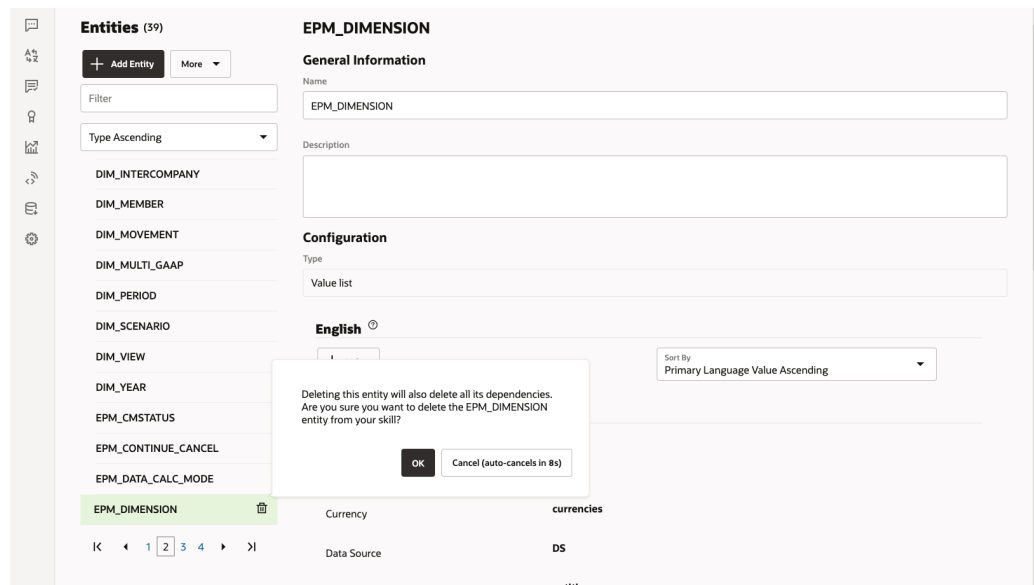 Entities (39)
+ Add Entity
More
Filter
Type Ascending
DIM_INTERCOMPANY
DIM_MEMBER
DIM_MOVEMENT
DIM_MULTI_GAAP
DIM_PERIOD
DIM_SCENARIO
DIM_VIEW
DIM_YEAR
EPM_CMSTATUS
EPM_CONTINUE_CANCEL
EPM_DATA_CALC_MODE
EPM_DIMENSION
1 2 3 4
EPM_DIMENSION
General Information
Name
EPM_DIMENSION
Description
Configuration
Type
Value list
English
Sort By
Primary Language Value Ascending
Deleting this entity will also delete all its dependencies.
Are you sure you want to delete the EPM_DIMENSION
entity from your skill?
OK
Cancel (auto-cancels in 8s)
Currency
currencies
Data Source
DS